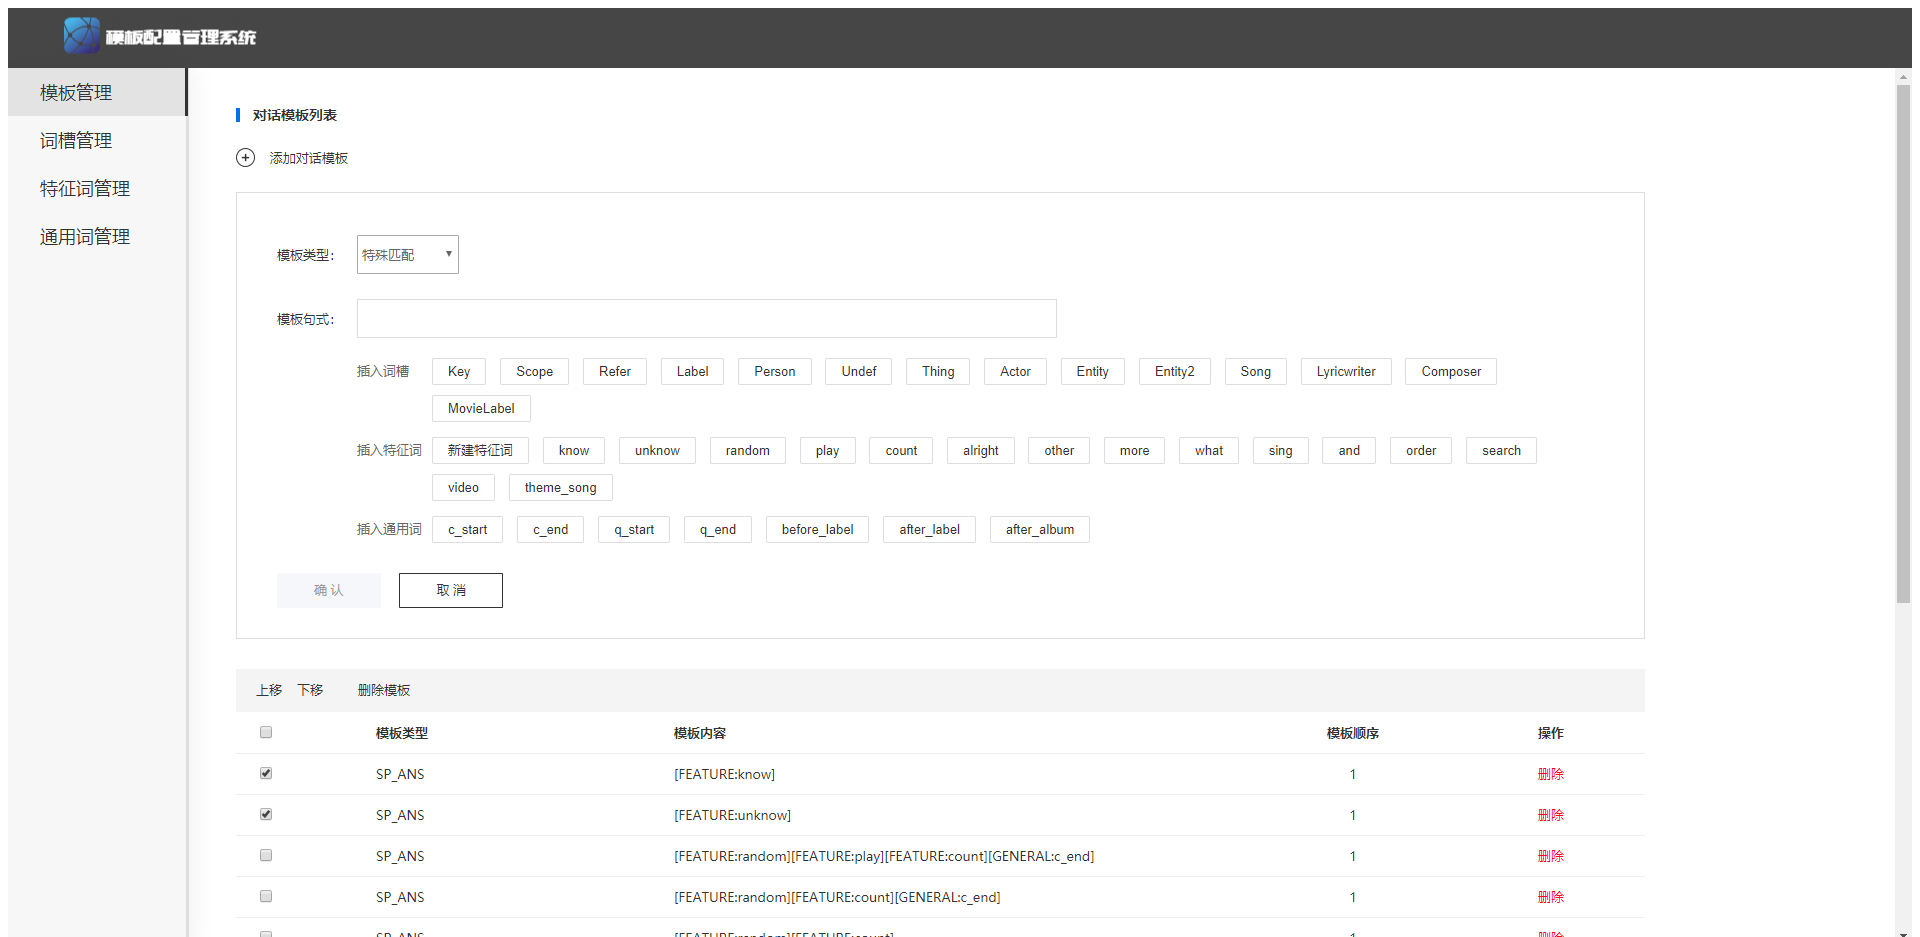 模板配置管理系统
模板管理
词槽管理
特征词管理
通用词管理
对话模板列表
添加对话模板
模板类型: 特殊匹配
模板句式:
插入词槽 Key Scope Refer Label Person Undef Thing Actor Entity Entity2 Song Lyricwriter Composer
MovieLabel
插入特征词 新建特征词 know unknow random play count alright other more what sing and order search
video theme_song
插入通用词 c_start c_end q_start q_end before_label after_label after_album
确认 取消
上移 下移 删除模板
模板类型 模板内容 模板顺序 操作
SP_ANS [FEATURE:know] 1 删除
SP_ANS [FEATURE:unknow] 1 删除
SP_ANS [FEATURE:random][FEATURE:play][FEATURE:count][GENERAL:c_end] 1 删除
SP_ANS [FEATURE:random][FEATURE:count][GENERAL:c_end] 1 删除
SP_ANS [FEATURE:random][FEATURE:count] 1 删除